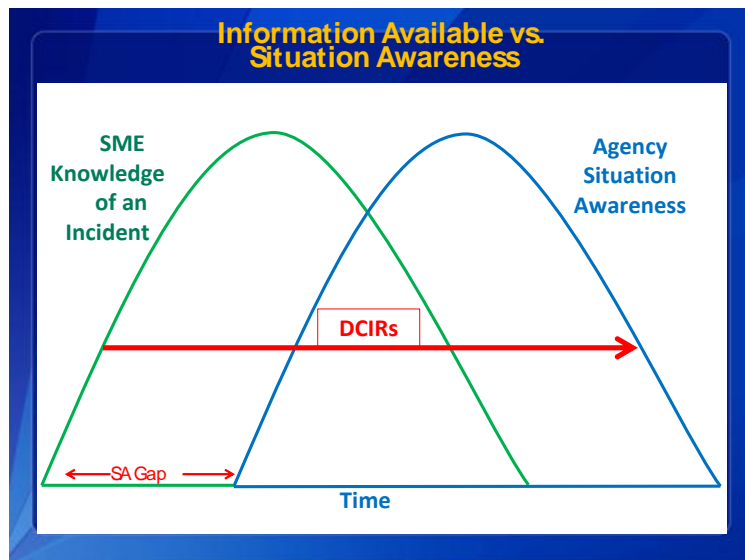 Information Available vs.
Situation Awareness
SME
Knowledge
of an
Incident
Agency
Situation
Awareness
DCIRs
SA Gap
Time